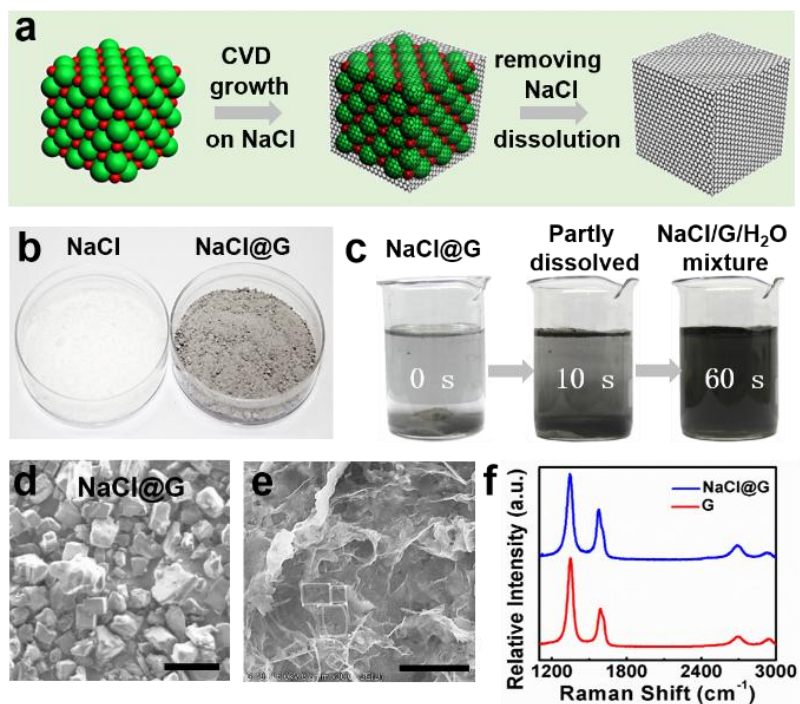 a
CVD
growth
on NaCl
removing
NaCl
dissolution
b
NaCl
NaCl@G
c
NaCl@G
Partly
dissolved
NaCl/G/H₂O
mixture
0 s
10 s
60 s
d
NaCl@G
e
f
NaCl@G
G
Relative Intensity (a.u.)
1200
1800
2400
3000
Raman Shift (cm⁻¹)